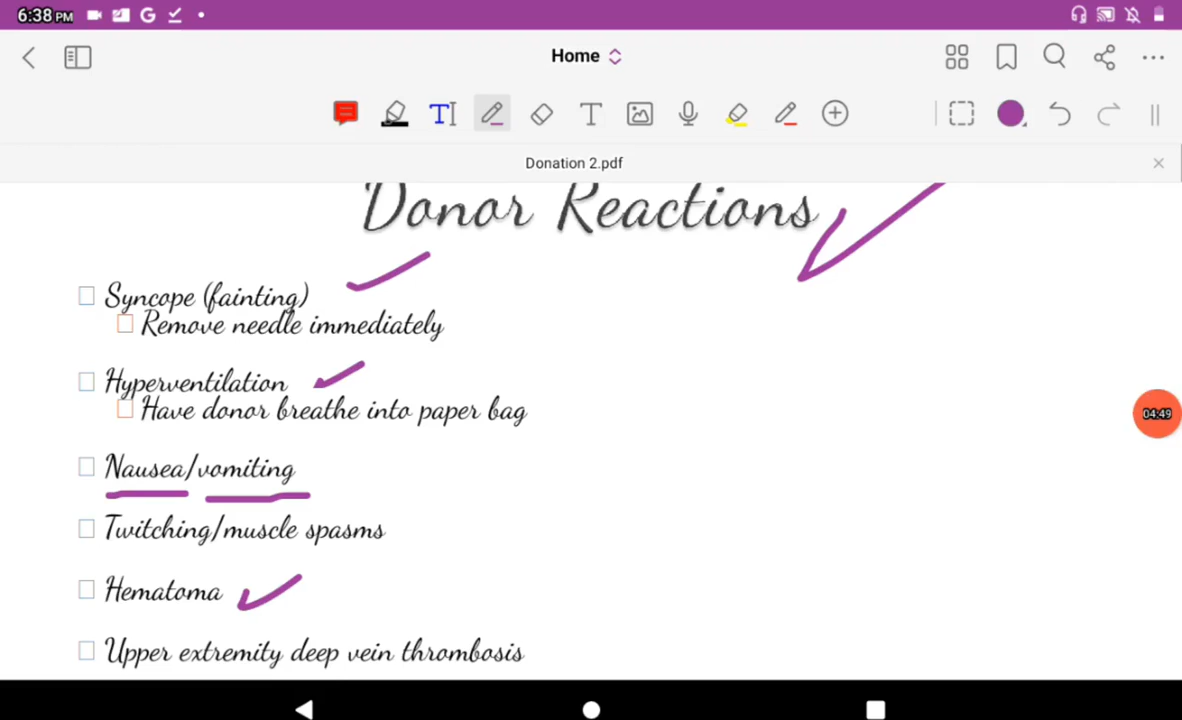 6:38 PM
Home
Donation 2.pdf
Donor Reactions
Syncope (fainting)
Remove needle immediately
Hyperventilation
Have donor breathe into paper bag
04:49
Nausea/vomiting
Twitching/muscle spasms
Hematoma
Upper extremity deep vein thrombosis